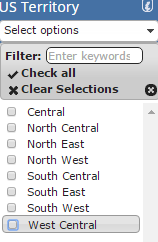 US Territory
Select options
Filter: Enter keywords
Check all
Clear Selections
Central
North Central
North East
North West
South Central
South East
South West
West Central